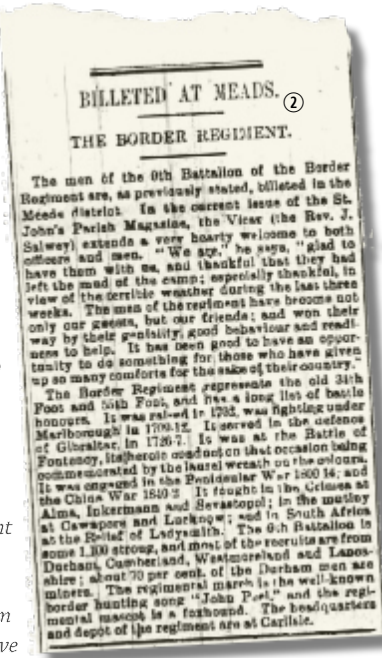 BILLETED AT MEADS.
②
THE BORDER REGIMENT.
The men of the 9th Battalion of the Border
Regiment are, as previously stated, billeted in the
Meads district. In the current issue of the St.
John's Parish Magazine, the Vicar (the Rev. J.
Salwey) extends a very hearty welcome to both
officers and men. "We are," he says, "glad to
have them with us, and thankful that they had
left the mud of the camp; especially thankful, in
view of the terrible weather during the last three
weeks. The men of the regiment have become not
only our guests, but our friends; and won their
way by their gentility, good behaviour and readi-
ness to help. It has been good to have an oppor-
tunity to do something for those who have given
up so many comforts for the sake of their country."
The Border Regiment represents the old 34th
Foot and 55th Foot, and has a long list of battle
honours. It was raised in 1702, was fighting under
Marlborough in 1709-12. It served in the defence
of Gibraltar, in 1726-7. It was at the Battle of
Fontenoy, its heroic conduct on that occasion being
commemorated by the laurel wreath on the colours.
It was engaged in the Peninsular War 1809-14; and
the China War 1840-2. It fought in the Crimea at
Alma, Inkermann and Sevastopol; in the mutiny
at Cawnpore and Lucknow; and in South Africa
at the Relief of Ladysmith. The 9th Battalion is
some 1,100 strong, and most of the recruits are from
Durham, Cumberland, Westmoreland and Lanca-
shire; about 70 per cent. of the Durham men are
miners. The regimental march is the well-known
border hunting song "John Peel," and the regi-
mental mascot is a foxhound. The headquarters
and depot of the regiment are at Carlisle.